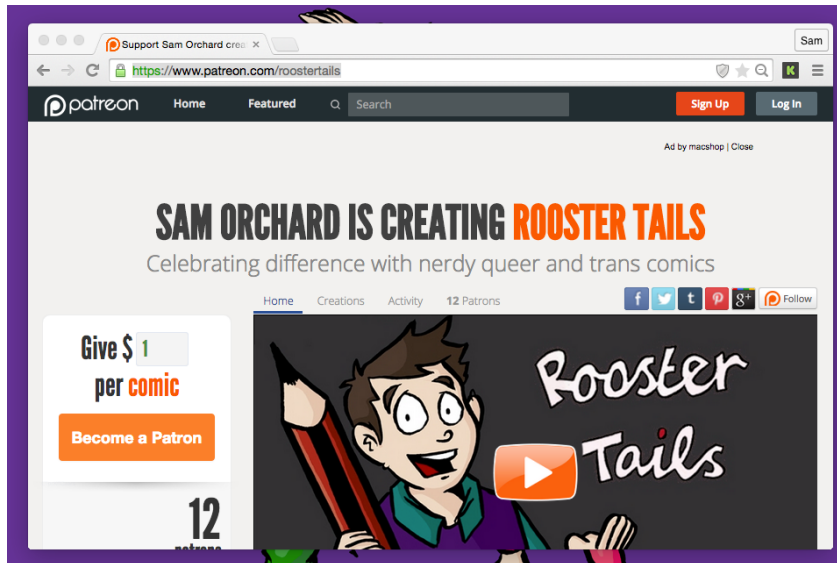 Support Sam Orchard crea
Sam
https://www.patreon.com/roostertails
K
patreon Home Featured Search Sign Up Log In
Ad by macshop | Close
SAM ORCHARD IS CREATING ROOSTER TAILS
Celebrating difference with nerdy queer and trans comics
Home Creations Activity 12 Patrons
f t g+ Follow
Give $ 1
per comic
Become a Patron
12
patrons
Rooster
Tails